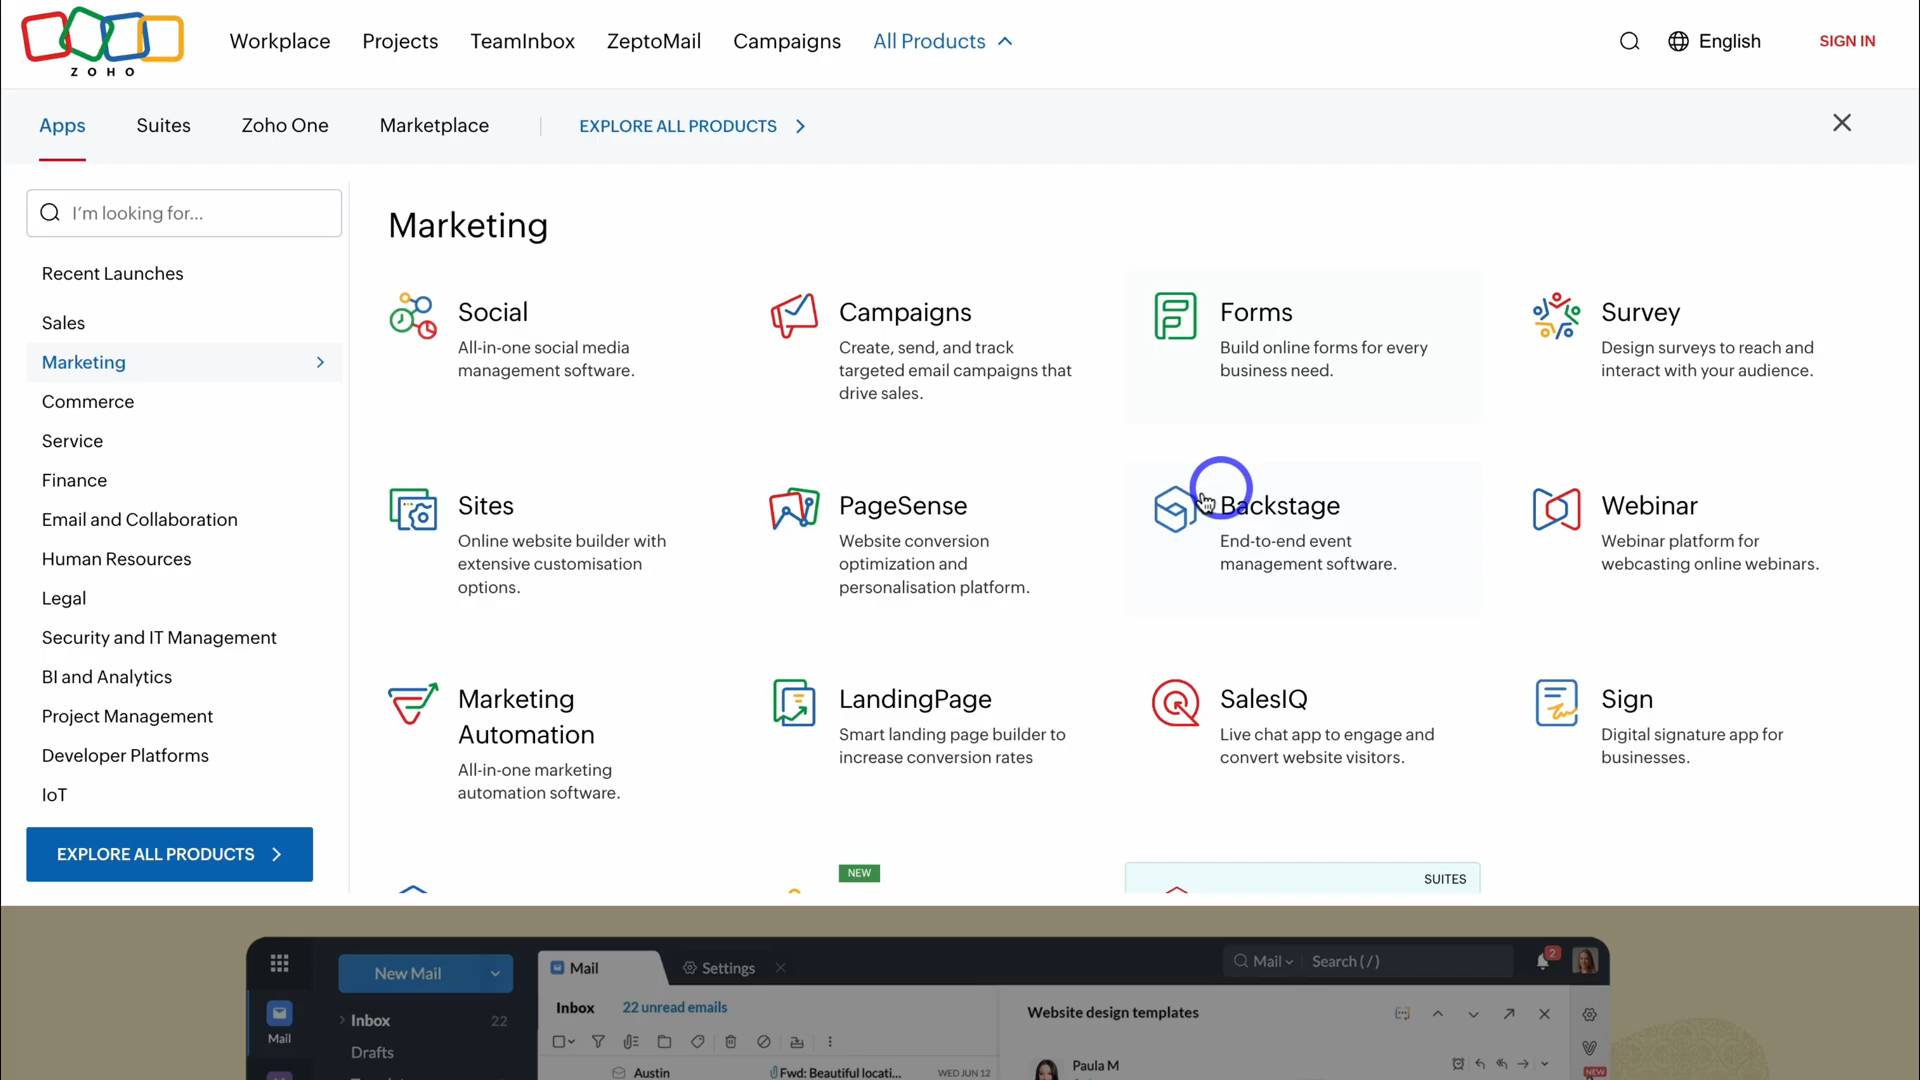 ZOHO
Workplace
Projects
TeamInbox
ZeptoMail
Campaigns
All Products
English
SIGN IN
Apps
Suites
Zoho One
Marketplace
EXPLORE ALL PRODUCTS
I'm looking for...
Recent Launches
Sales
Marketing
Commerce
Service
Finance
Email and Collaboration
Human Resources
Legal
Security and IT Management
BI and Analytics
Project Management
Developer Platforms
IoT
EXPLORE ALL PRODUCTS
Marketing
Social
All-in-one social media
management software.
Campaigns
Create, send, and track
targeted email campaigns that
drive sales.
Forms
Build online forms for every
business need.
Survey
Design surveys to reach and
interact with your audience.
Sites
Online website builder with
extensive customisation
options.
PageSense
Website conversion
optimization and
personalisation platform.
Backstage
End-to-end event
management software.
Webinar
Webinar platform for
webcasting online webinars.
Marketing
Automation
All-in-one marketing
automation software.
LandingPage
Smart landing page builder to
increase conversion rates
SalesIQ
Live chat app to engage and
convert website visitors.
Sign
Digital signature app for
businesses.
NEW
SUITES
New Mail
Mail
Settings
Mail
Search ( / )
2
Mail
Inbox 22
Drafts
Inbox
22 unread emails
Austin
Fwd: Beautiful locati...
WED JUN 12
Website design templates
Paula M
NEW